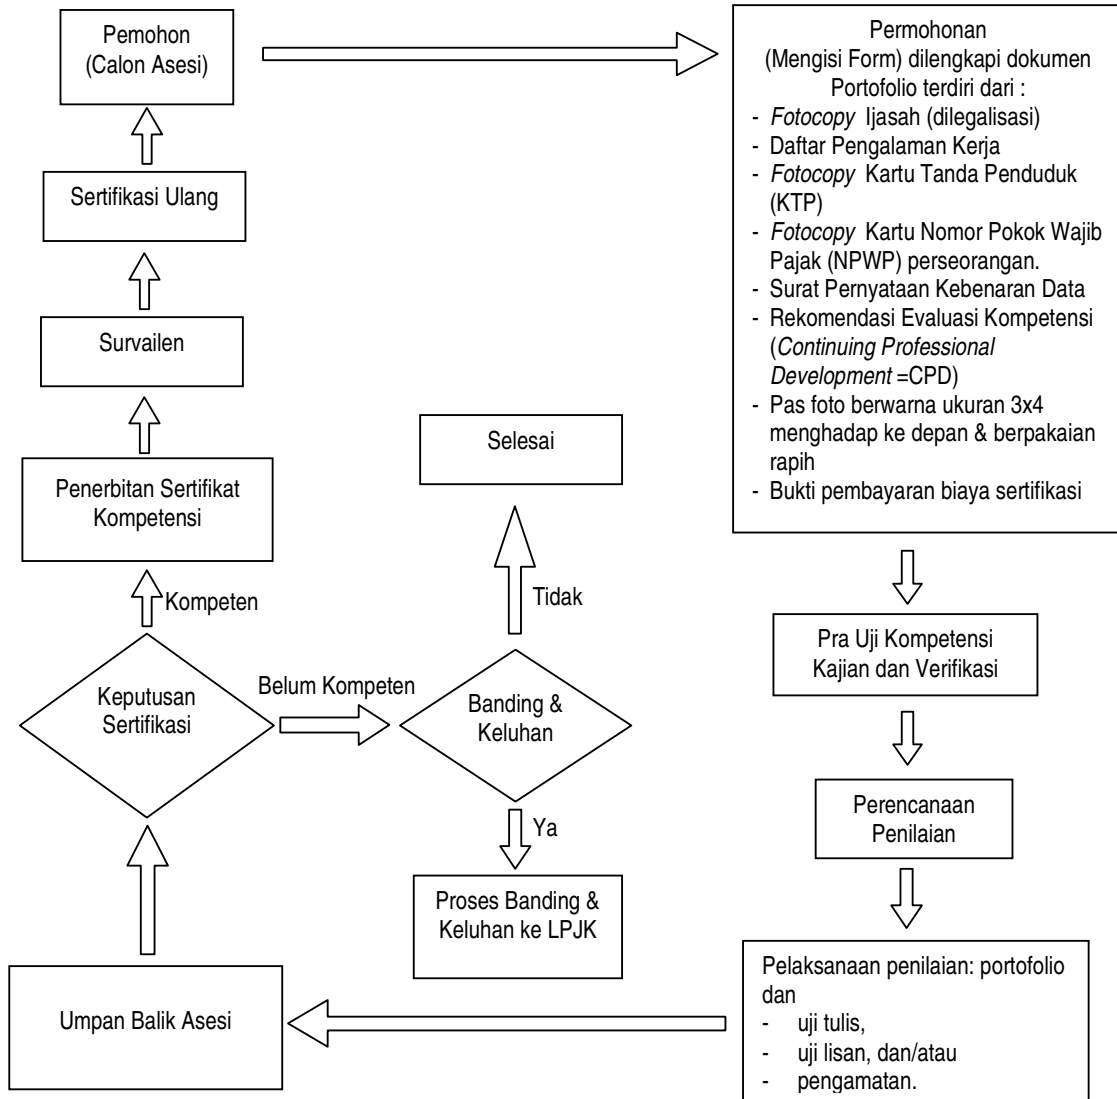 Pemohon
(Calon Asesi)
Permohonan
(Mengisi Form) dilengkapi dokumen
Portofolio terdiri dari :
- Fotocopy Ijasah (dilegalisasi)
- Daftar Pengalaman Kerja
- Fotocopy Kartu Tanda Penduduk
(KTP)
- Fotocopy Kartu Nomor Pokok Wajib
Pajak (NPWP) perseorangan.
- Surat Pernyataan Kebenaran Data
- Rekomendasi Evaluasi Kompetensi
(Continuing Professional
Development =CPD)
- Pas foto berwarna ukuran 3x4
menghadap ke depan & berpakaian
rapih
- Bukti pembayaran biaya sertifikasi
Sertifikasi Ulang
Survailen
Penerbitan Sertifikat
Kompetensi
Selesai
Kompeten
Tidak
Pra Uji Kompetensi
Kajian dan Verifikasi
Keputusan
Sertifikasi
Belum Kompeten
Banding &
Keluhan
Perencanaan
Penilaian
Ya
Proses Banding &
Keluhan ke LPJK
Pelaksanaan penilaian: portofolio
dan
- uji tulis,
- uji lisan, dan/atau
- pengamatan.
Umpan Balik Asesi